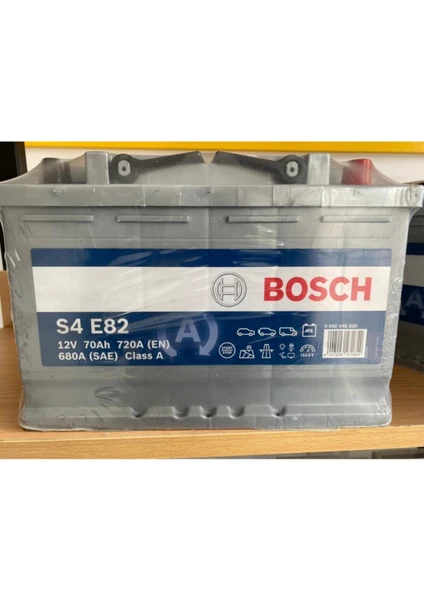 BOSCH
S4 E82
12V 70Ah 720A (EN)
680A (SAE) Class A
A